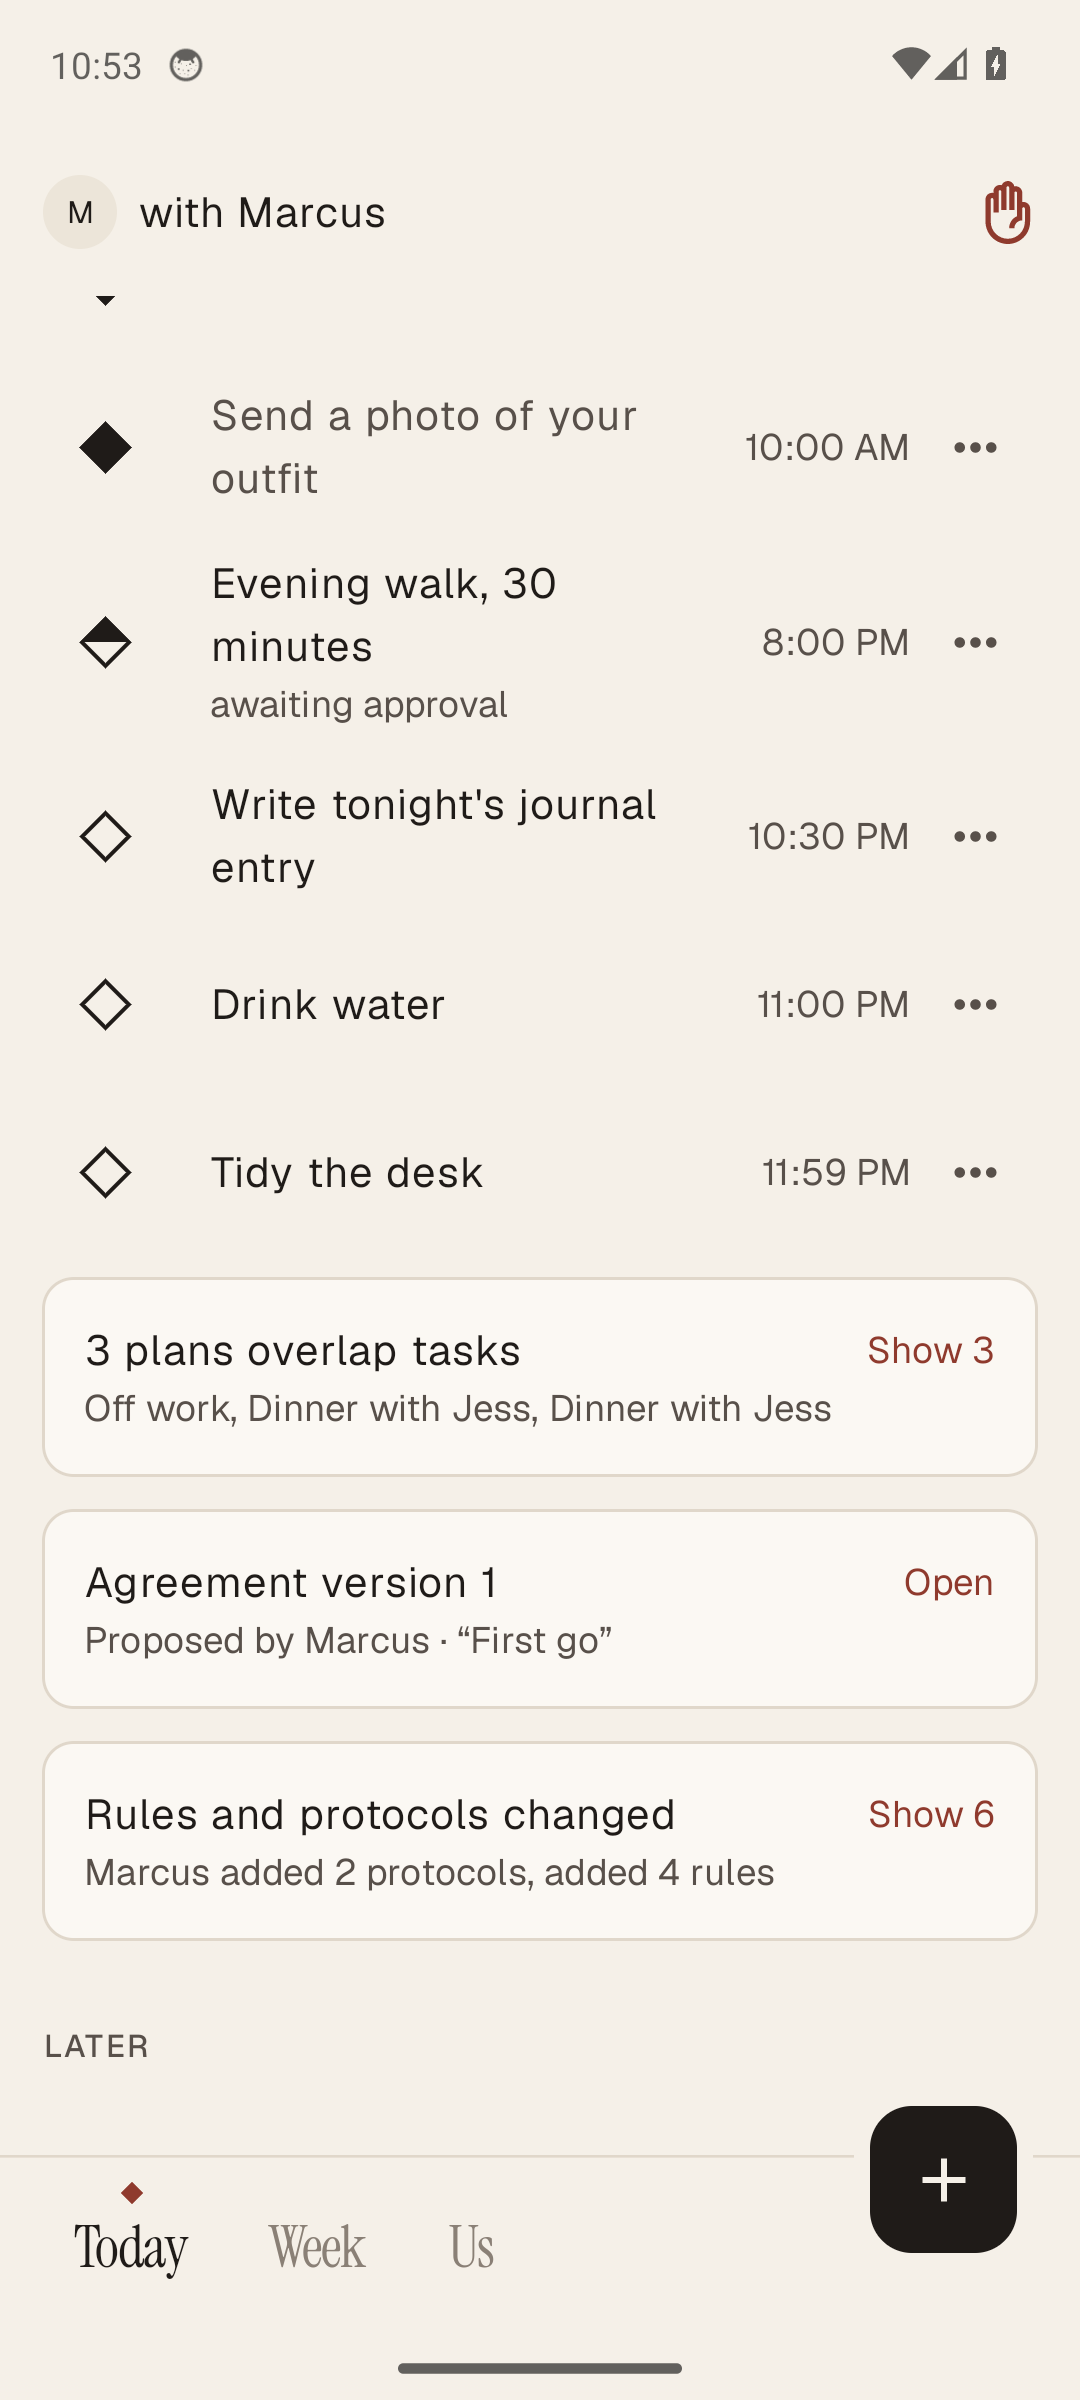 10:53
M
with Marcus
Send a photo of your
outfit
10:00 AM
Evening walk, 30
minutes
awaiting approval
8:00 PM
Write tonight's journal
entry
10:30 PM
Drink water
11:00 PM
Tidy the desk
11:59 PM
3 plans overlap tasks
Show 3
Off work, Dinner with Jess, Dinner with Jess
Agreement version 1
Open
Proposed by Marcus · “First go”
Rules and protocols changed
Show 6
Marcus added 2 protocols, added 4 rules
LATER
Today
Week
Us